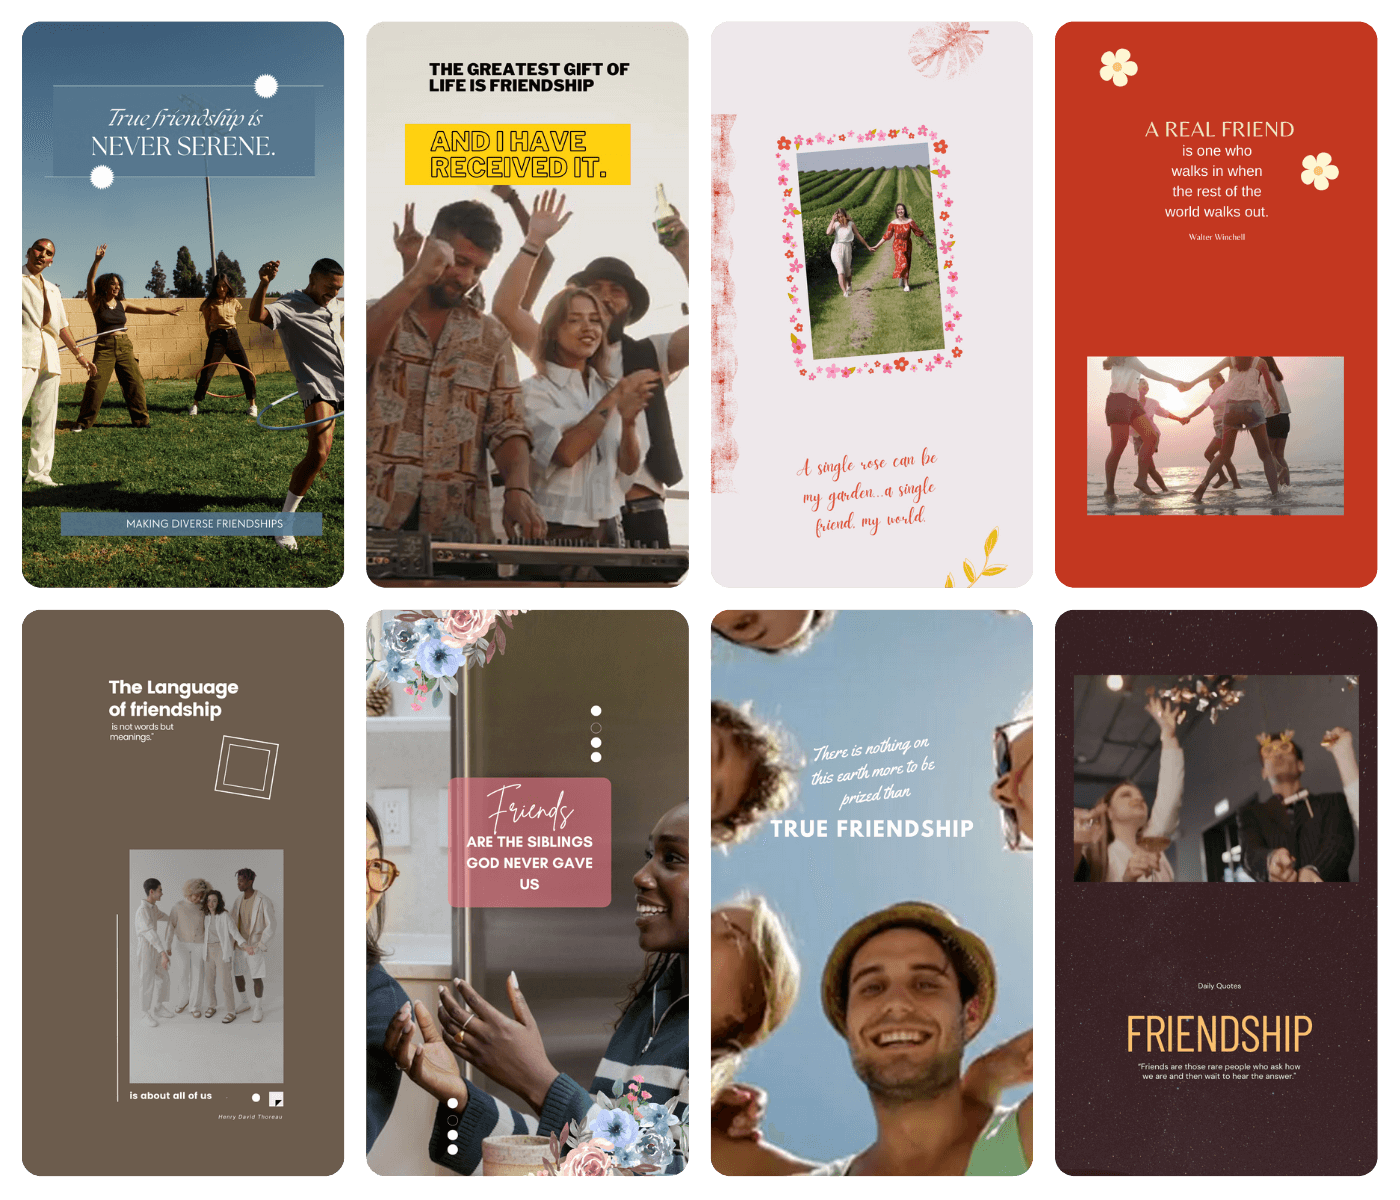 True friendship is
NEVER SERENE.
MAKING DIVERSE FRIENDSHIPS
THE GREATEST GIFT OF
LIFE IS FRIENDSHIP
AND I HAVE
RECEIVED IT.
A single rose can be
my garden...a single
friend, my world.
A REAL FRIEND
is one who
walks in when
the rest of the
world walks out.
Walter Winchell
The Language
of friendship
is not words but
meanings."
is about all of us
Henry David Thoreau
Friends
ARE THE SIBLINGS
GOD NEVER GAVE
US
There is nothing on
this earth more to be
prized than
TRUE FRIENDSHIP
Daily Quotes
FRIENDSHIP
"Friends are those rare people who ask how
we are and then wait to hear the answer."